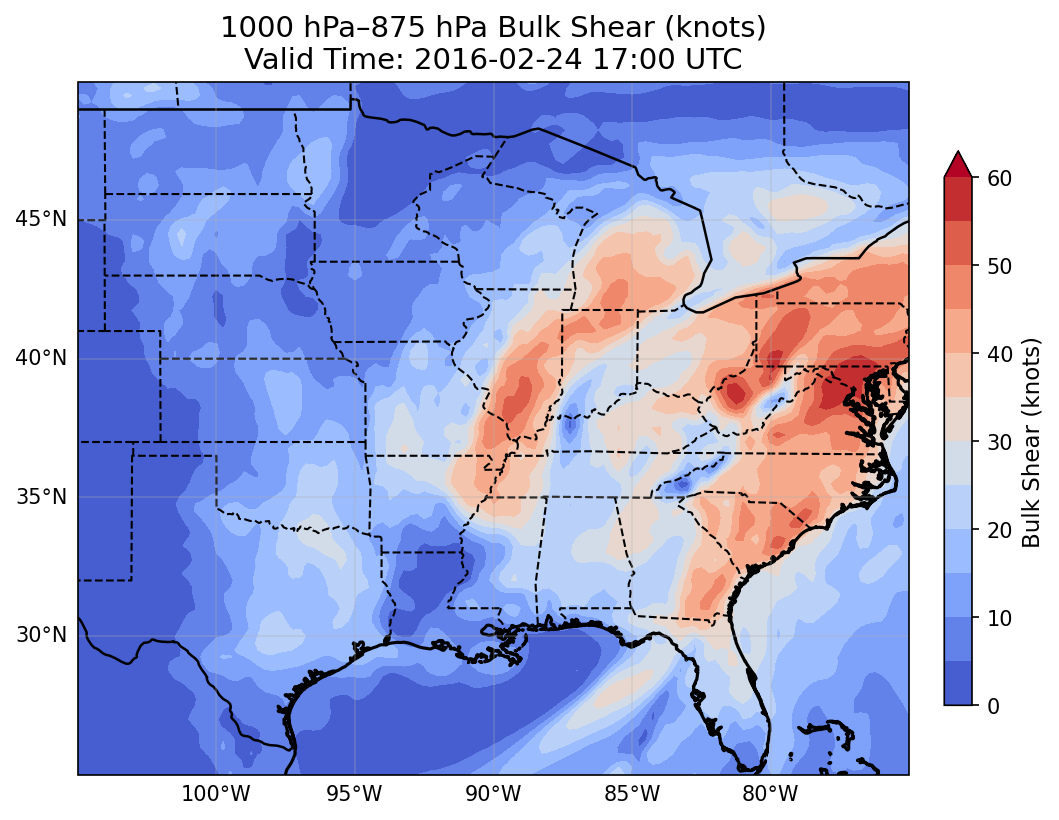 1000 hPa–875 hPa Bulk Shear (knots)
Valid Time: 2016-02-24 17:00 UTC
45°N
40°N
35°N
30°N
100°W
95°W
90°W
85°W
80°W
60
50
40
30
20
10
0
Bulk Shear (knots)